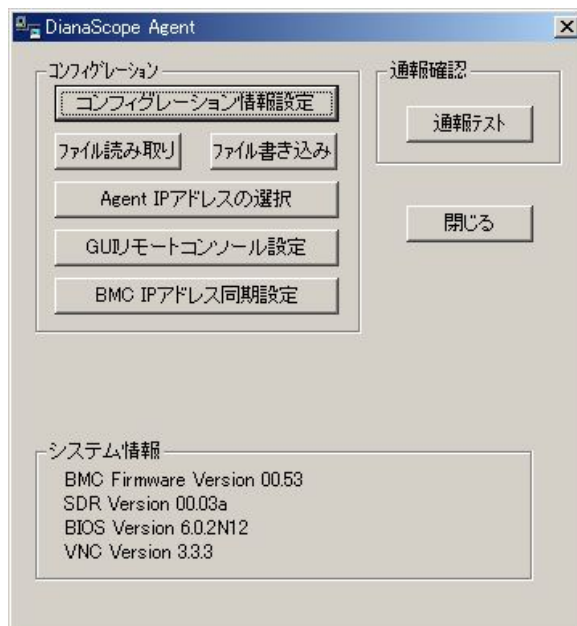 DianaScope Agent
コンフィグレーション
コンフィグレーション情報設定
ファイル読み取り
ファイル書き込み
Agent IPアドレスの選択
GUIリモートコンソール設定
BMC IPアドレス同期設定
通報確認
通報テスト
閉じる
システム情報
BMC Firmware Version 00.53
SDR Version 00.03a
BIOS Version 6.0.2N12
VNC Version 3.3.3